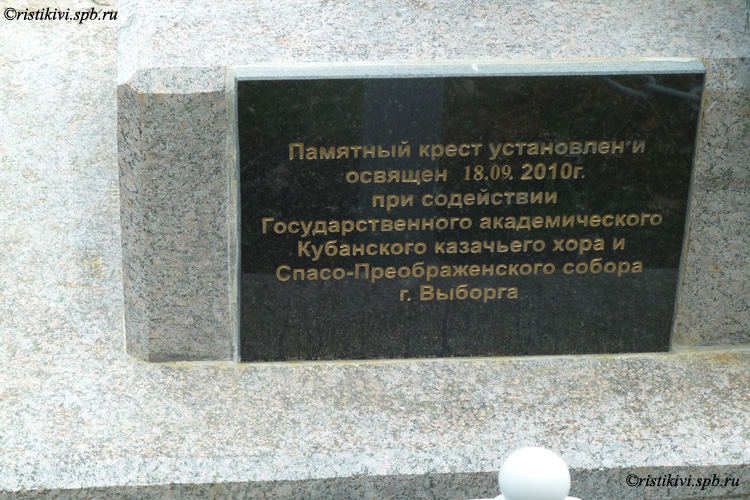 ©ristikivi.spb.ru
Памятный крест установлен и
освящен 18.09. 2010г.
при содействии
Государственного академического
Кубанского казачьего хора и
Спасо-Преображенского собора
г. Выборга
©ristikivi.spb.ru